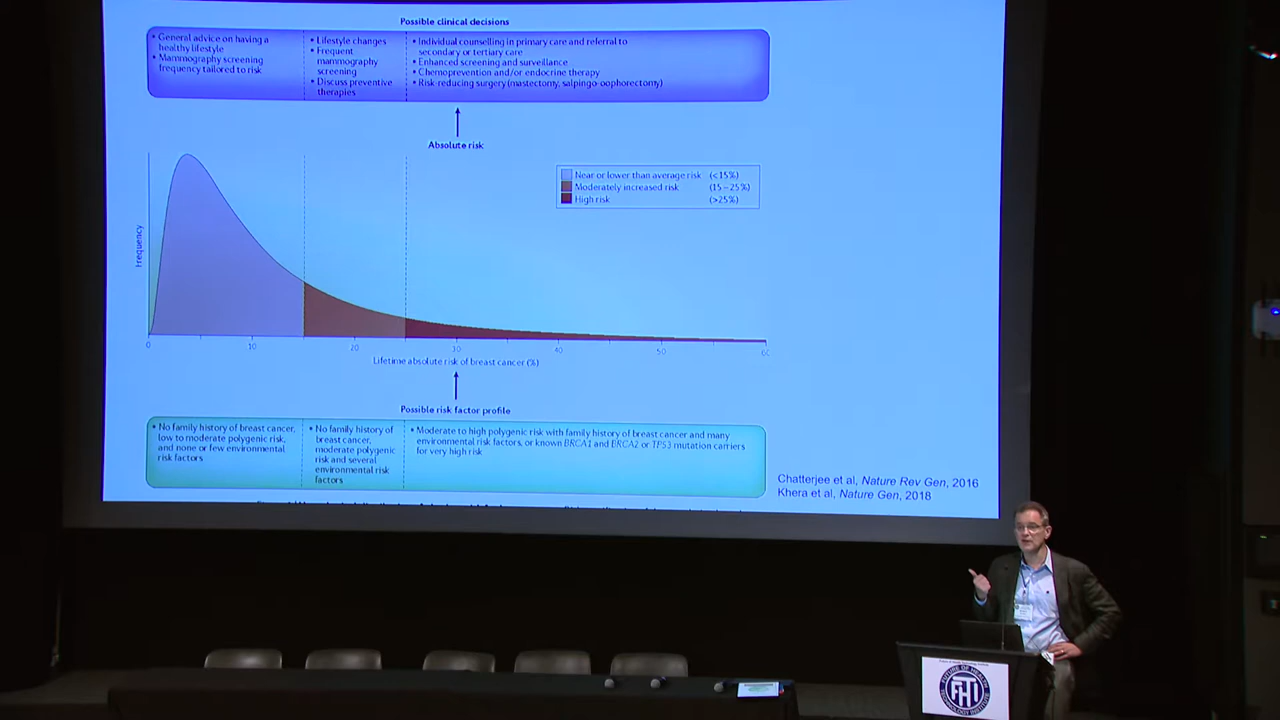 Possible clinical decisions
• General advice on having a
healthy lifestyle
• Mammography screening
frequency tailored to risk
• Lifestyle changes
• Frequent
mammography
screening
• Discuss preventive
therapies
• Individual counselling in primary care and referral to
secondary or tertiary care
• Enhanced screening and surveillance
• Chemoprevention and/or endocrine therapy
• Risk-reducing surgery (mastectomy, salpingo-oophorectomy)
Absolute risk
Near or lower than average risk (<15%)
Moderately increased risk (15–25%)
High risk (>25%)
Frequency
0 10 20 30 40 50
Lifetime absolute risk of breast cancer (%)
Possible risk factor profile
• No family history of breast cancer,
low to moderate polygenic risk,
and none or few environmental
risk factors
• No family history of
breast cancer,
moderate polygenic
risk and several
environmental risk
factors
• Moderate to high polygenic risk with family history of breast cancer and many
environmental risk factors, or known BRCA1 and BRCA2 or TP53 mutation carriers
for very high risk
Chatterjee et al, Nature Rev Gen, 2016
Khera et al, Nature Gen, 2018
FUTURE OF HEALTH
FHTI
TECHNOLOGY INSTITUTE